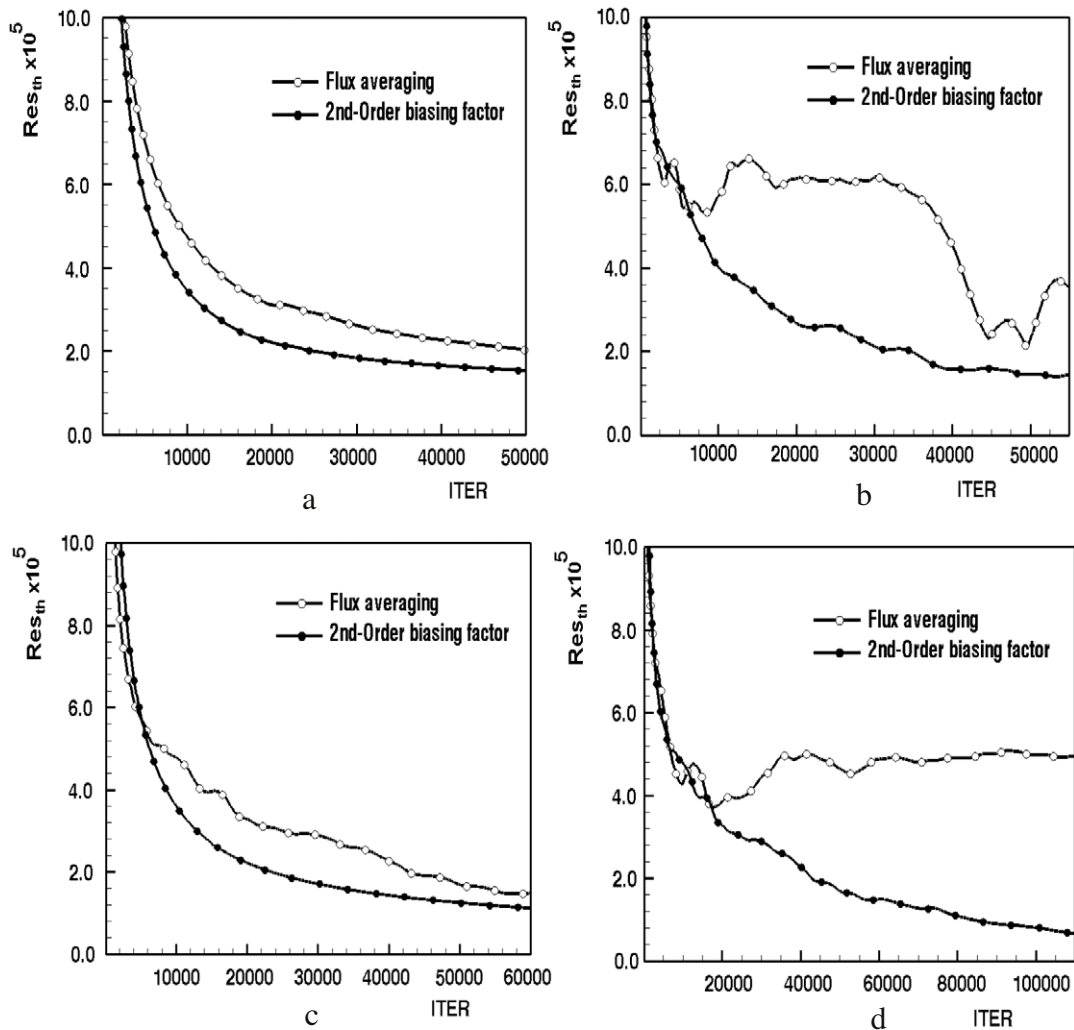 Res_th x10^5
10.0
8.0
6.0
4.0
2.0
0.0
Flux averaging
2nd-Order biasing factor
10000 20000 30000 40000 50000
ITER
a
Res_th x10^5
10.0
8.0
6.0
4.0
2.0
0.0
Flux averaging
2nd-Order biasing factor
10000 20000 30000 40000 50000
ITER
b
Res_th x10^5
10.0
8.0
6.0
4.0
2.0
0.0
Flux averaging
2nd-Order biasing factor
10000 20000 30000 40000 50000 60000
ITER
c
Res_th x10^5
10.0
8.0
6.0
4.0
2.0
0.0
Flux averaging
2nd-Order biasing factor
20000 40000 60000 80000 100000
ITER
d